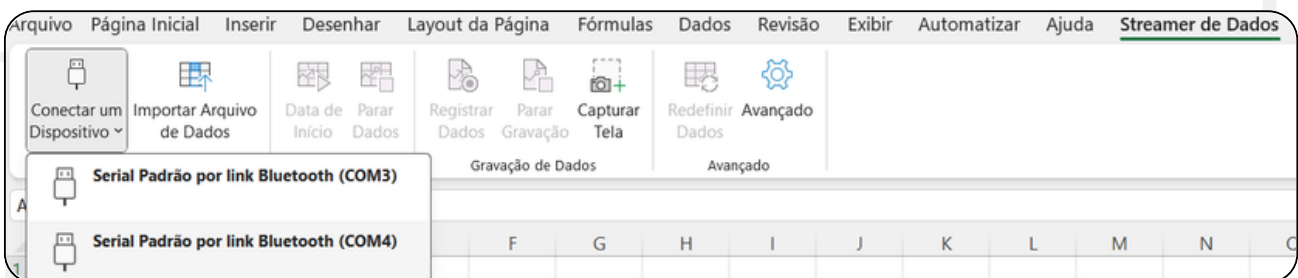 Arquivo Página Inicial Inserir Desenhar Layout da Página Fórmulas Dados Revisão Exibir Automatizar Ajuda Streamer de Dados
Conectar um Dispositivo
Importar Arquivo de Dados
Data de Início
Parar Dados
Registrar Dados
Parar Gravação
Capturar Tela
Redefinir Dados
Avançado
Gravação de Dados
Avançado
Serial Padrão por link Bluetooth (COM3)
A
Serial Padrão por link Bluetooth (COM4)
F G H I J K L M N
1